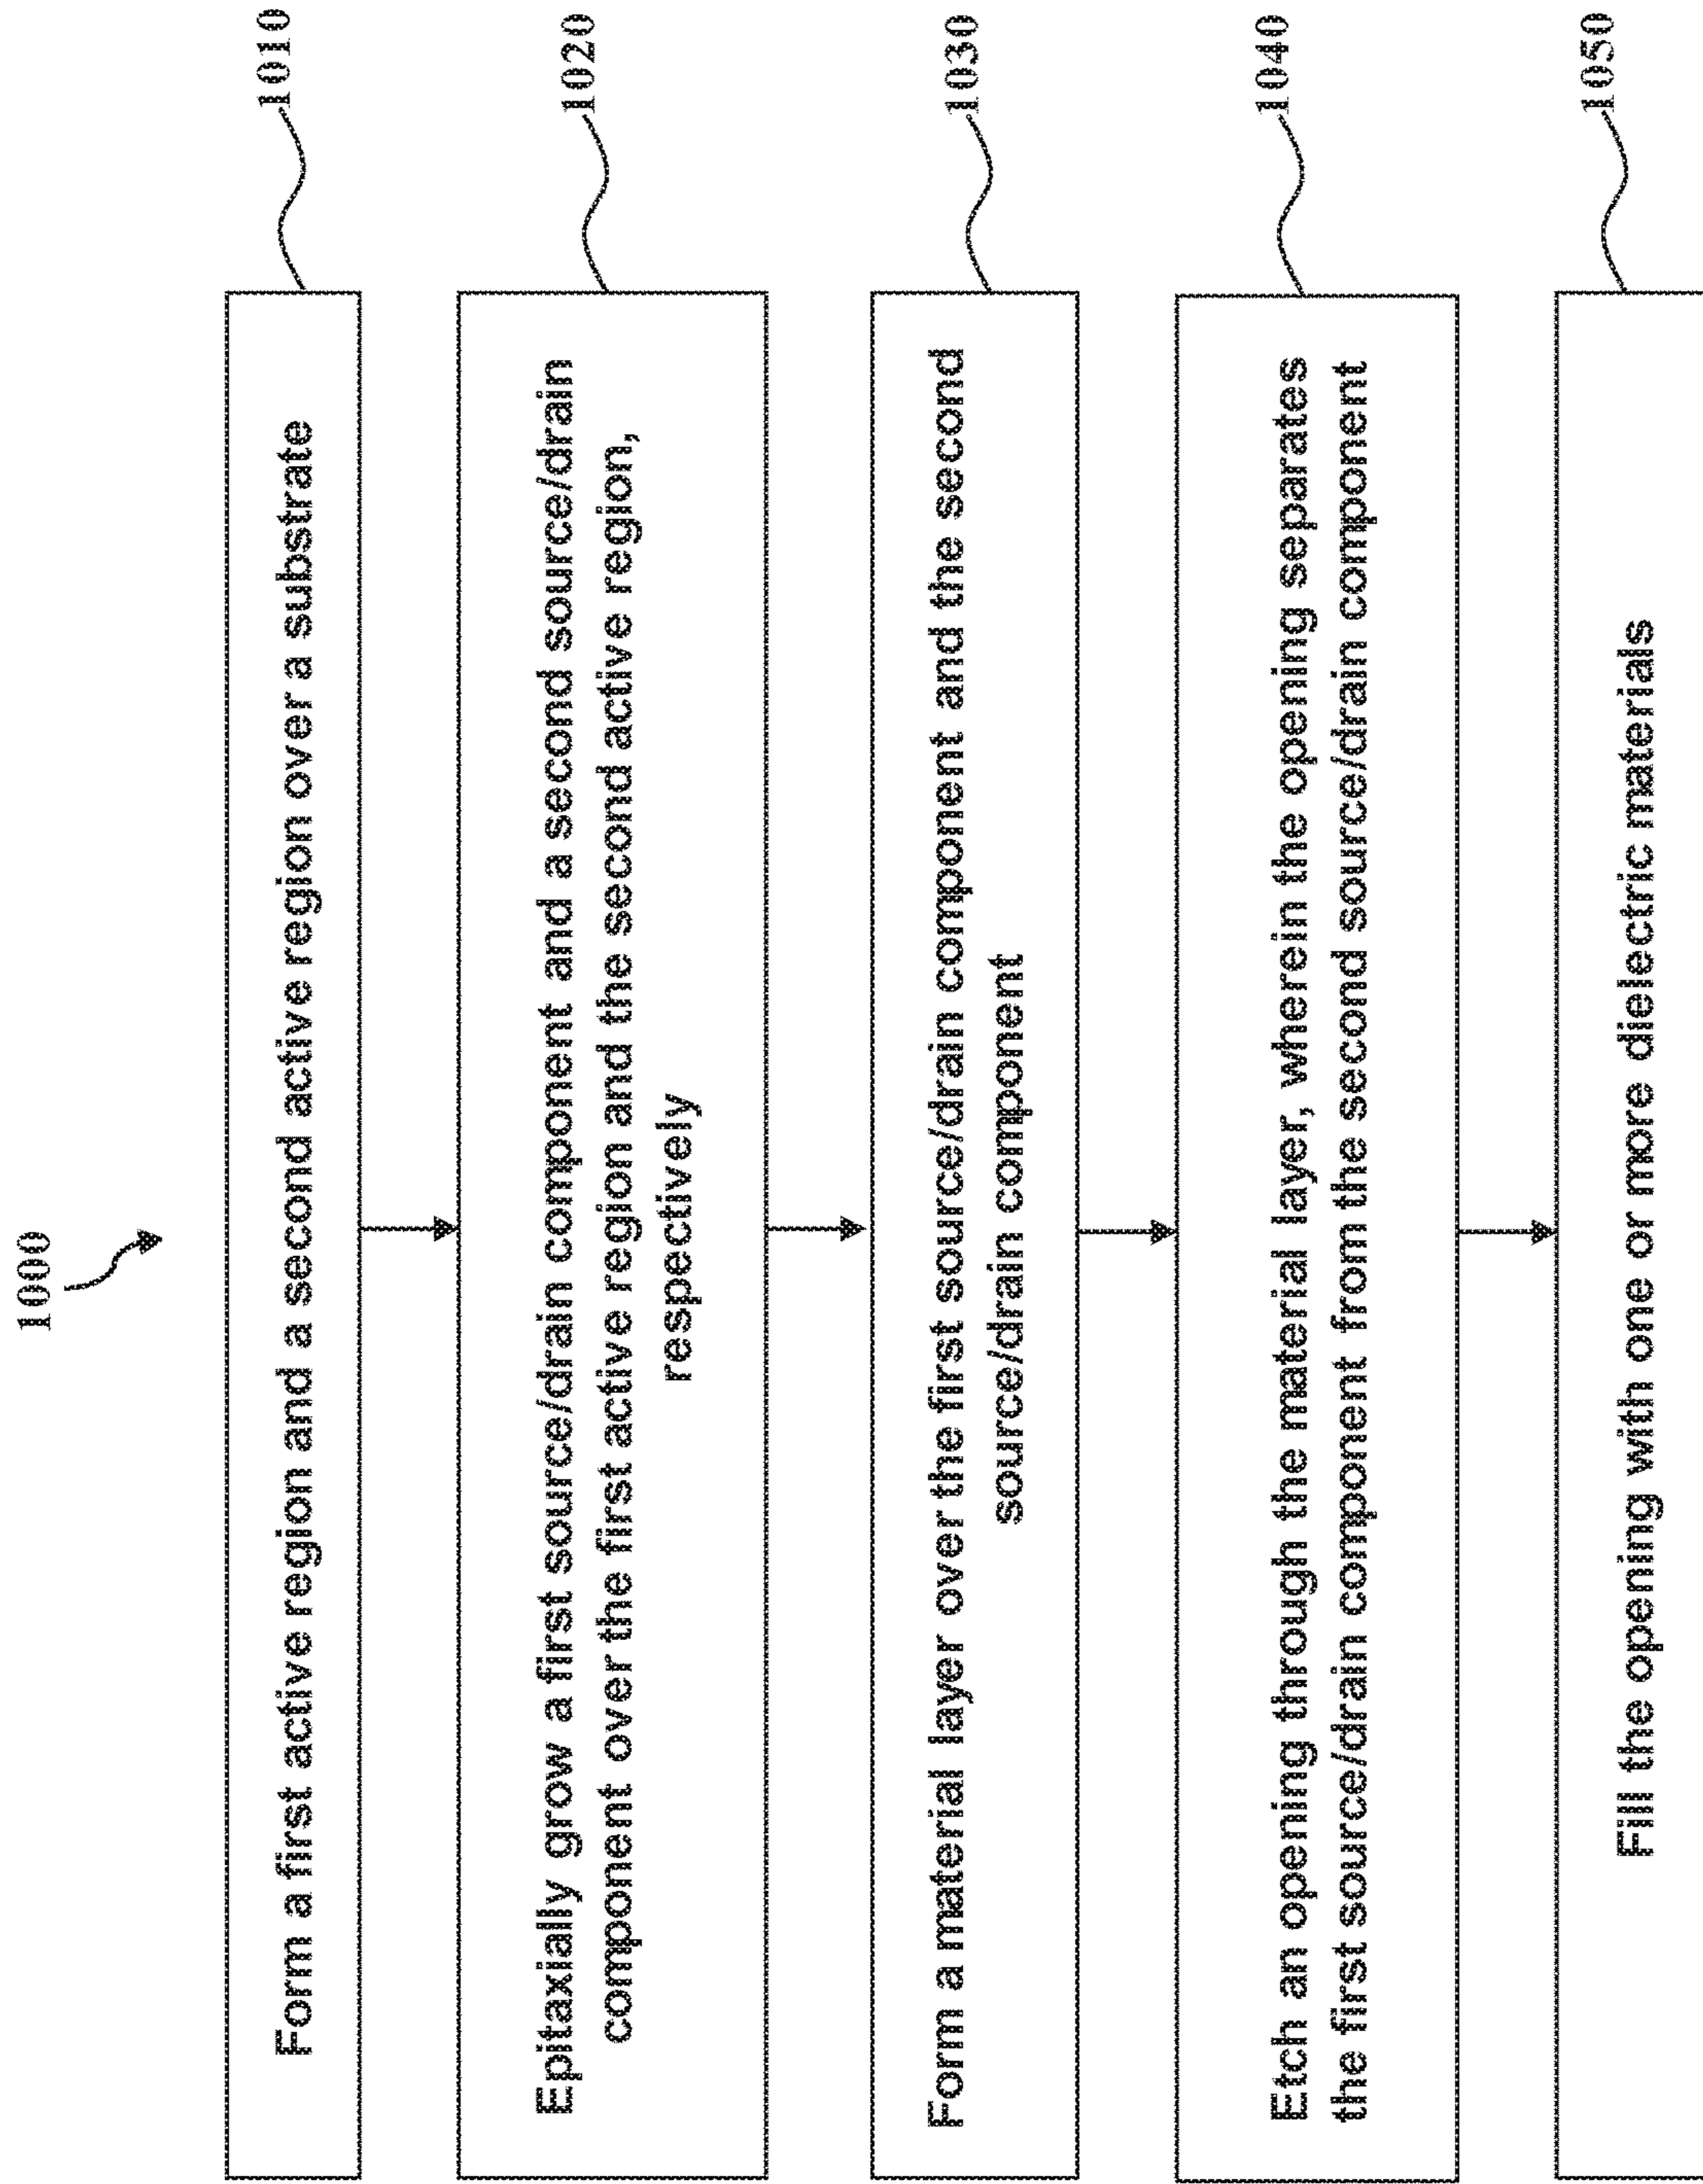 1000
Form a first active region and a second active region over a substrate
1010
Epitaxially grow a first source/drain component and a second source/drain
component over the first active region and the second active region,
respectively
1020
Form a material layer over the first source/drain component and the second
source/drain component
1030
Etch an opening through the material layer, wherein the opening separates
the first source/drain component from the second source/drain component
1040
Fill the opening with one or more dielectric materials
1050